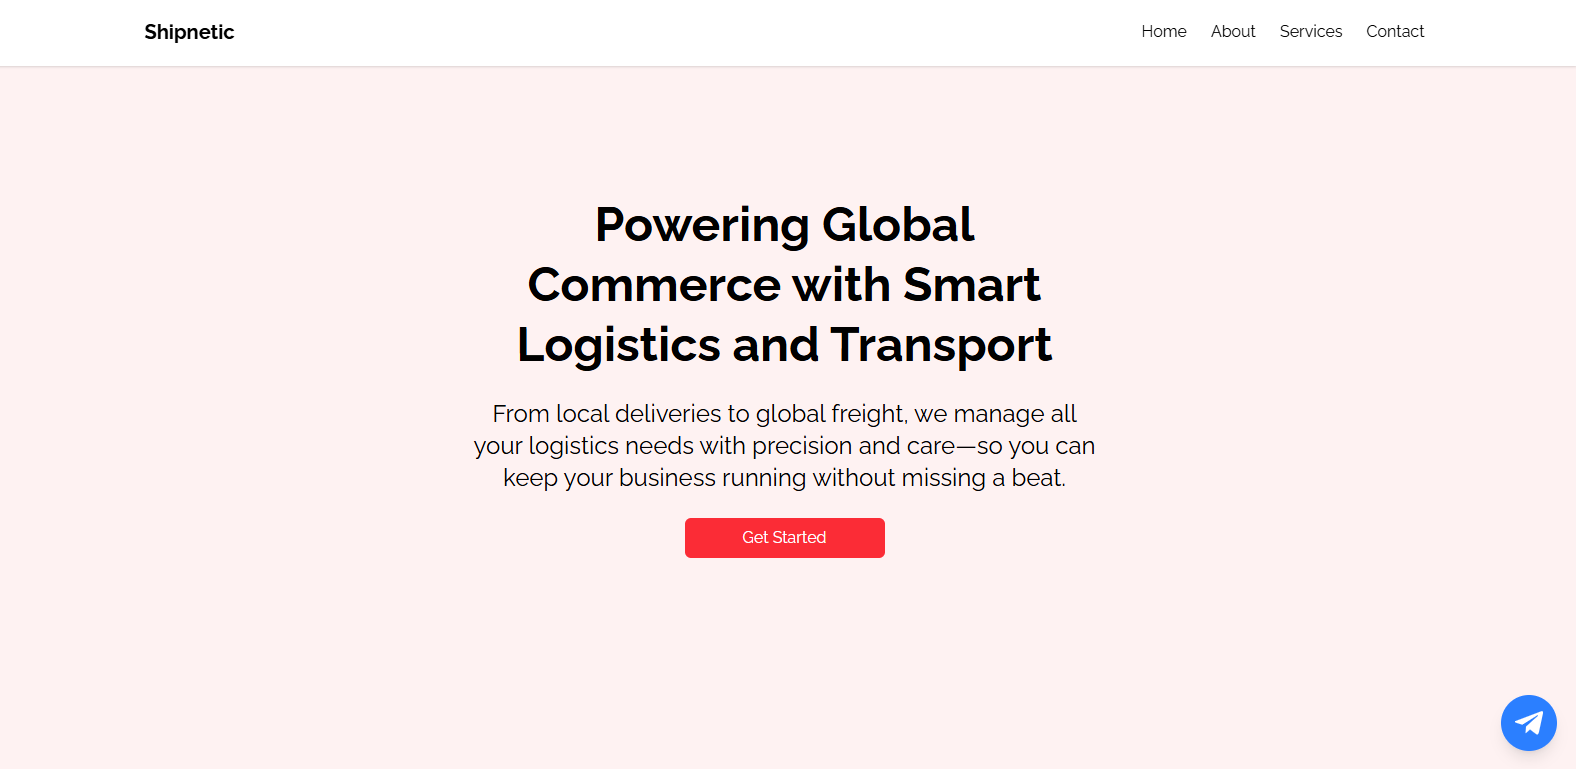 Shipnetic
Home About Services Contact
Powering Global
Commerce with Smart
Logistics and Transport
From local deliveries to global freight, we manage all
your logistics needs with precision and care—so you can
keep your business running without missing a beat.
Get Started